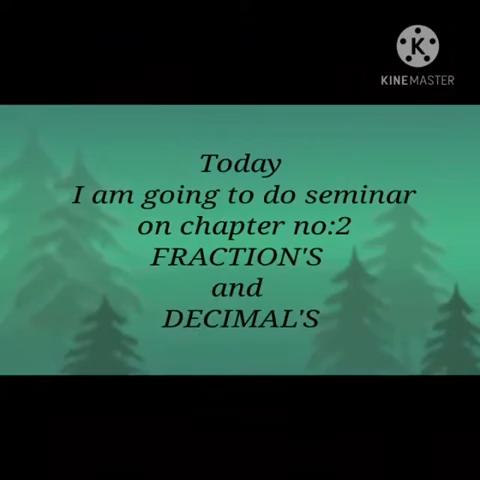 KINEMASTER
Today
I am going to do seminar
on chapter no:2
FRACTION'S
and
DECIMAL'S